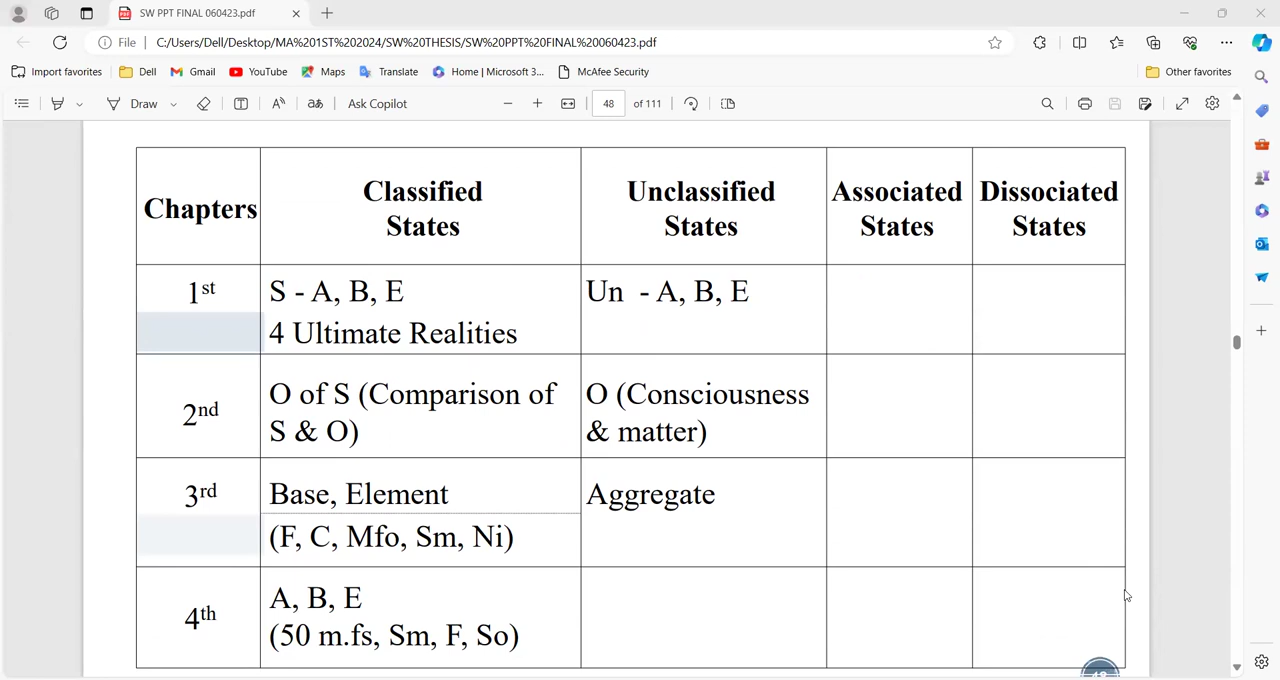 SW PPT FINAL 060423.pdf
File C:/Users/Dell/Desktop/MA%201ST%202024/SW%20THESIS/SW%20PPT%20FINAL%20060423.pdf
Import favorites Dell Gmail YouTube Maps Translate Home | Microsoft 3... McAfee Security Other favorites
Draw Ask Copilot 48 of 111
Chapters Classified States Unclassified States Associated States Dissociated States
1st S - A, B, E Un - A, B, E
4 Ultimate Realities
2nd O of S (Comparison of S & O) O (Consciousness & matter)
3rd Base, Element Aggregate
(F, C, Mfo, Sm, Ni)
4th A, B, E
(50 m.fs, Sm, F, So)